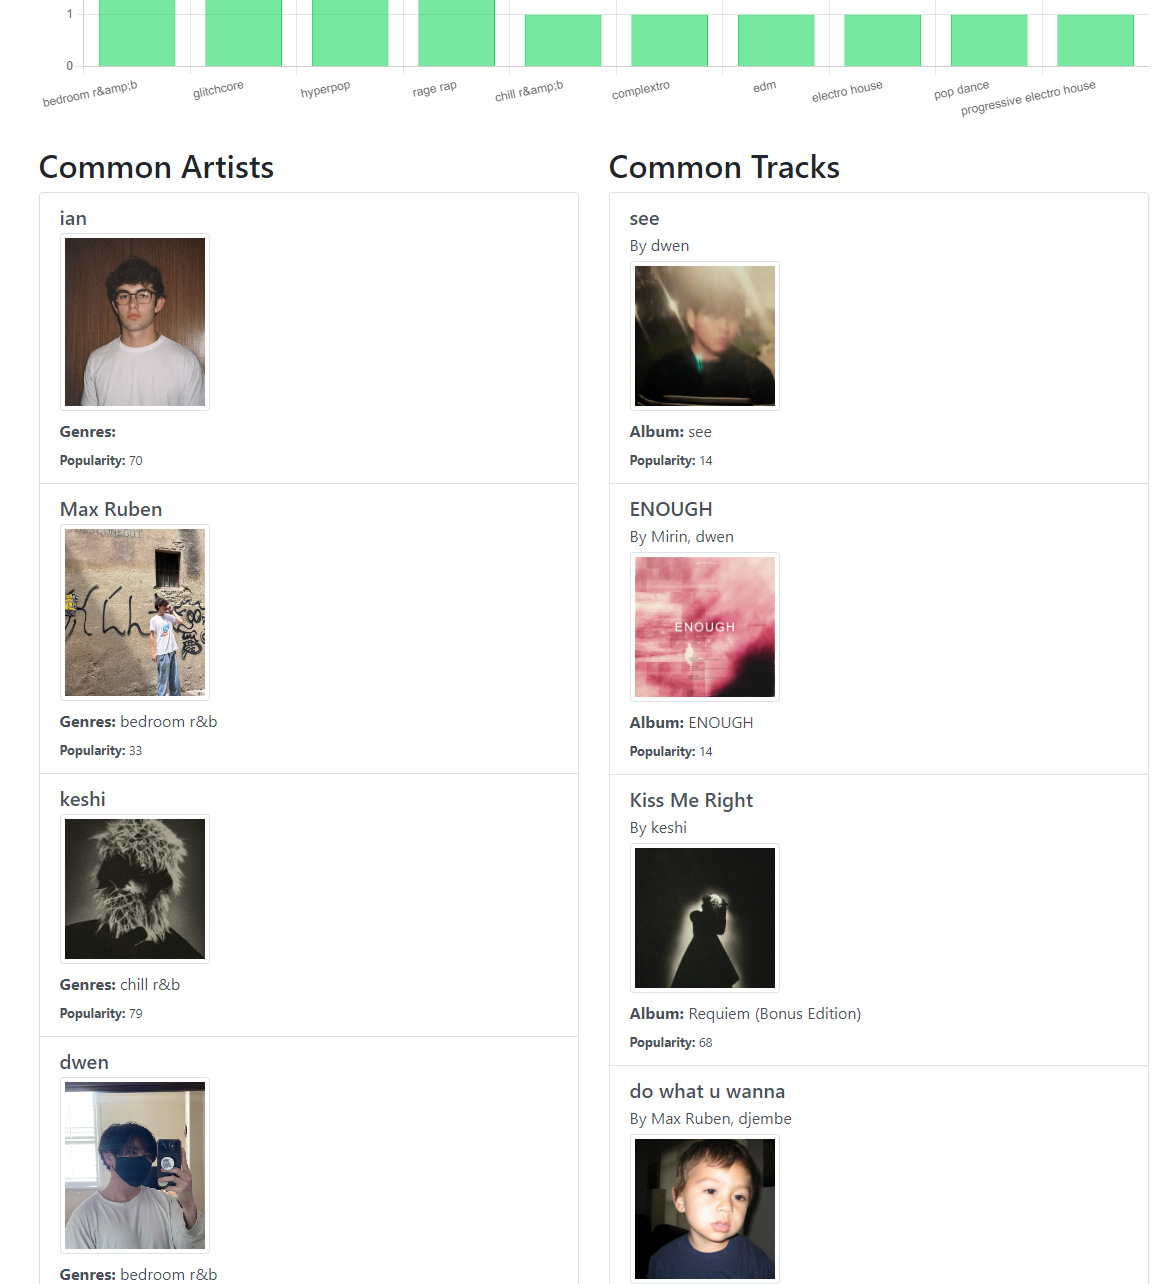 1
0
bedroom r&amp;b
glitchcore
hyperpop
rage rap
chill r&amp;b
complextro
edm
electro house
pop dance
progressive electro house
Common Artists
ian
Genres:
Popularity: 70
Max Ruben
Genres: bedroom r&b
Popularity: 33
keshi
Genres: chill r&b
Popularity: 79
dwen
Genres: bedroom r&b
Common Tracks
see
By dwen
Album: see
Popularity: 14
ENOUGH
By Mirin, dwen
ENOUGH
Album: ENOUGH
Popularity: 14
Kiss Me Right
By keshi
Album: Requiem (Bonus Edition)
Popularity: 68
do what u wanna
By Max Ruben, djembe